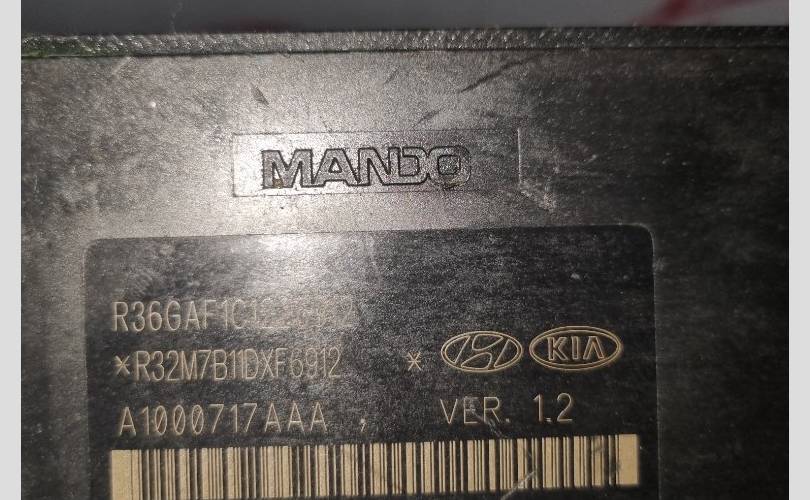 MANDO
*R32M7B11DXF6912 * KIA
A1000717AAA , VER. 1.2